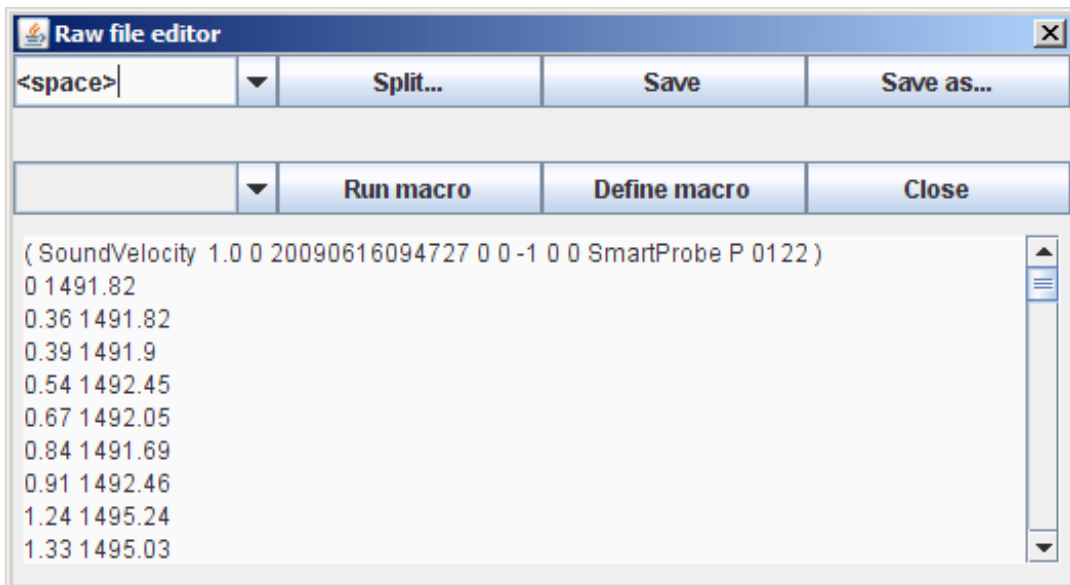 Raw file editor
<space> Split... Save Save as...
Run macro Define macro Close
( SoundVelocity 1.0 0 20090616094727 0 0 -1 0 0 SmartProbe P 0122 )
0 1491.82
0.36 1491.82
0.39 1491.9
0.54 1492.45
0.67 1492.05
0.84 1491.69
0.91 1492.46
1.24 1495.24
1.33 1495.03